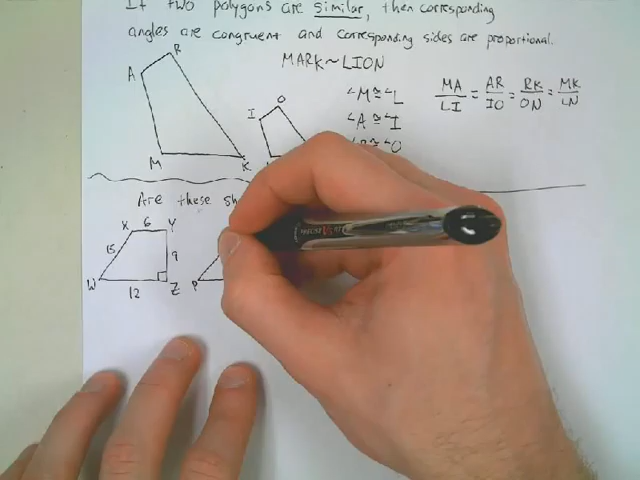 If two polygons are similar, then corresponding
angles are congruent and corresponding sides are proportional.
MARK~LION
R
A
M
K
O
I
∠M≅∠L
∠A≅∠I
MA/LI = AR/IO = RK/ON = MK/LN
Are these
X 6 Y
15 9
W 12 Z
P